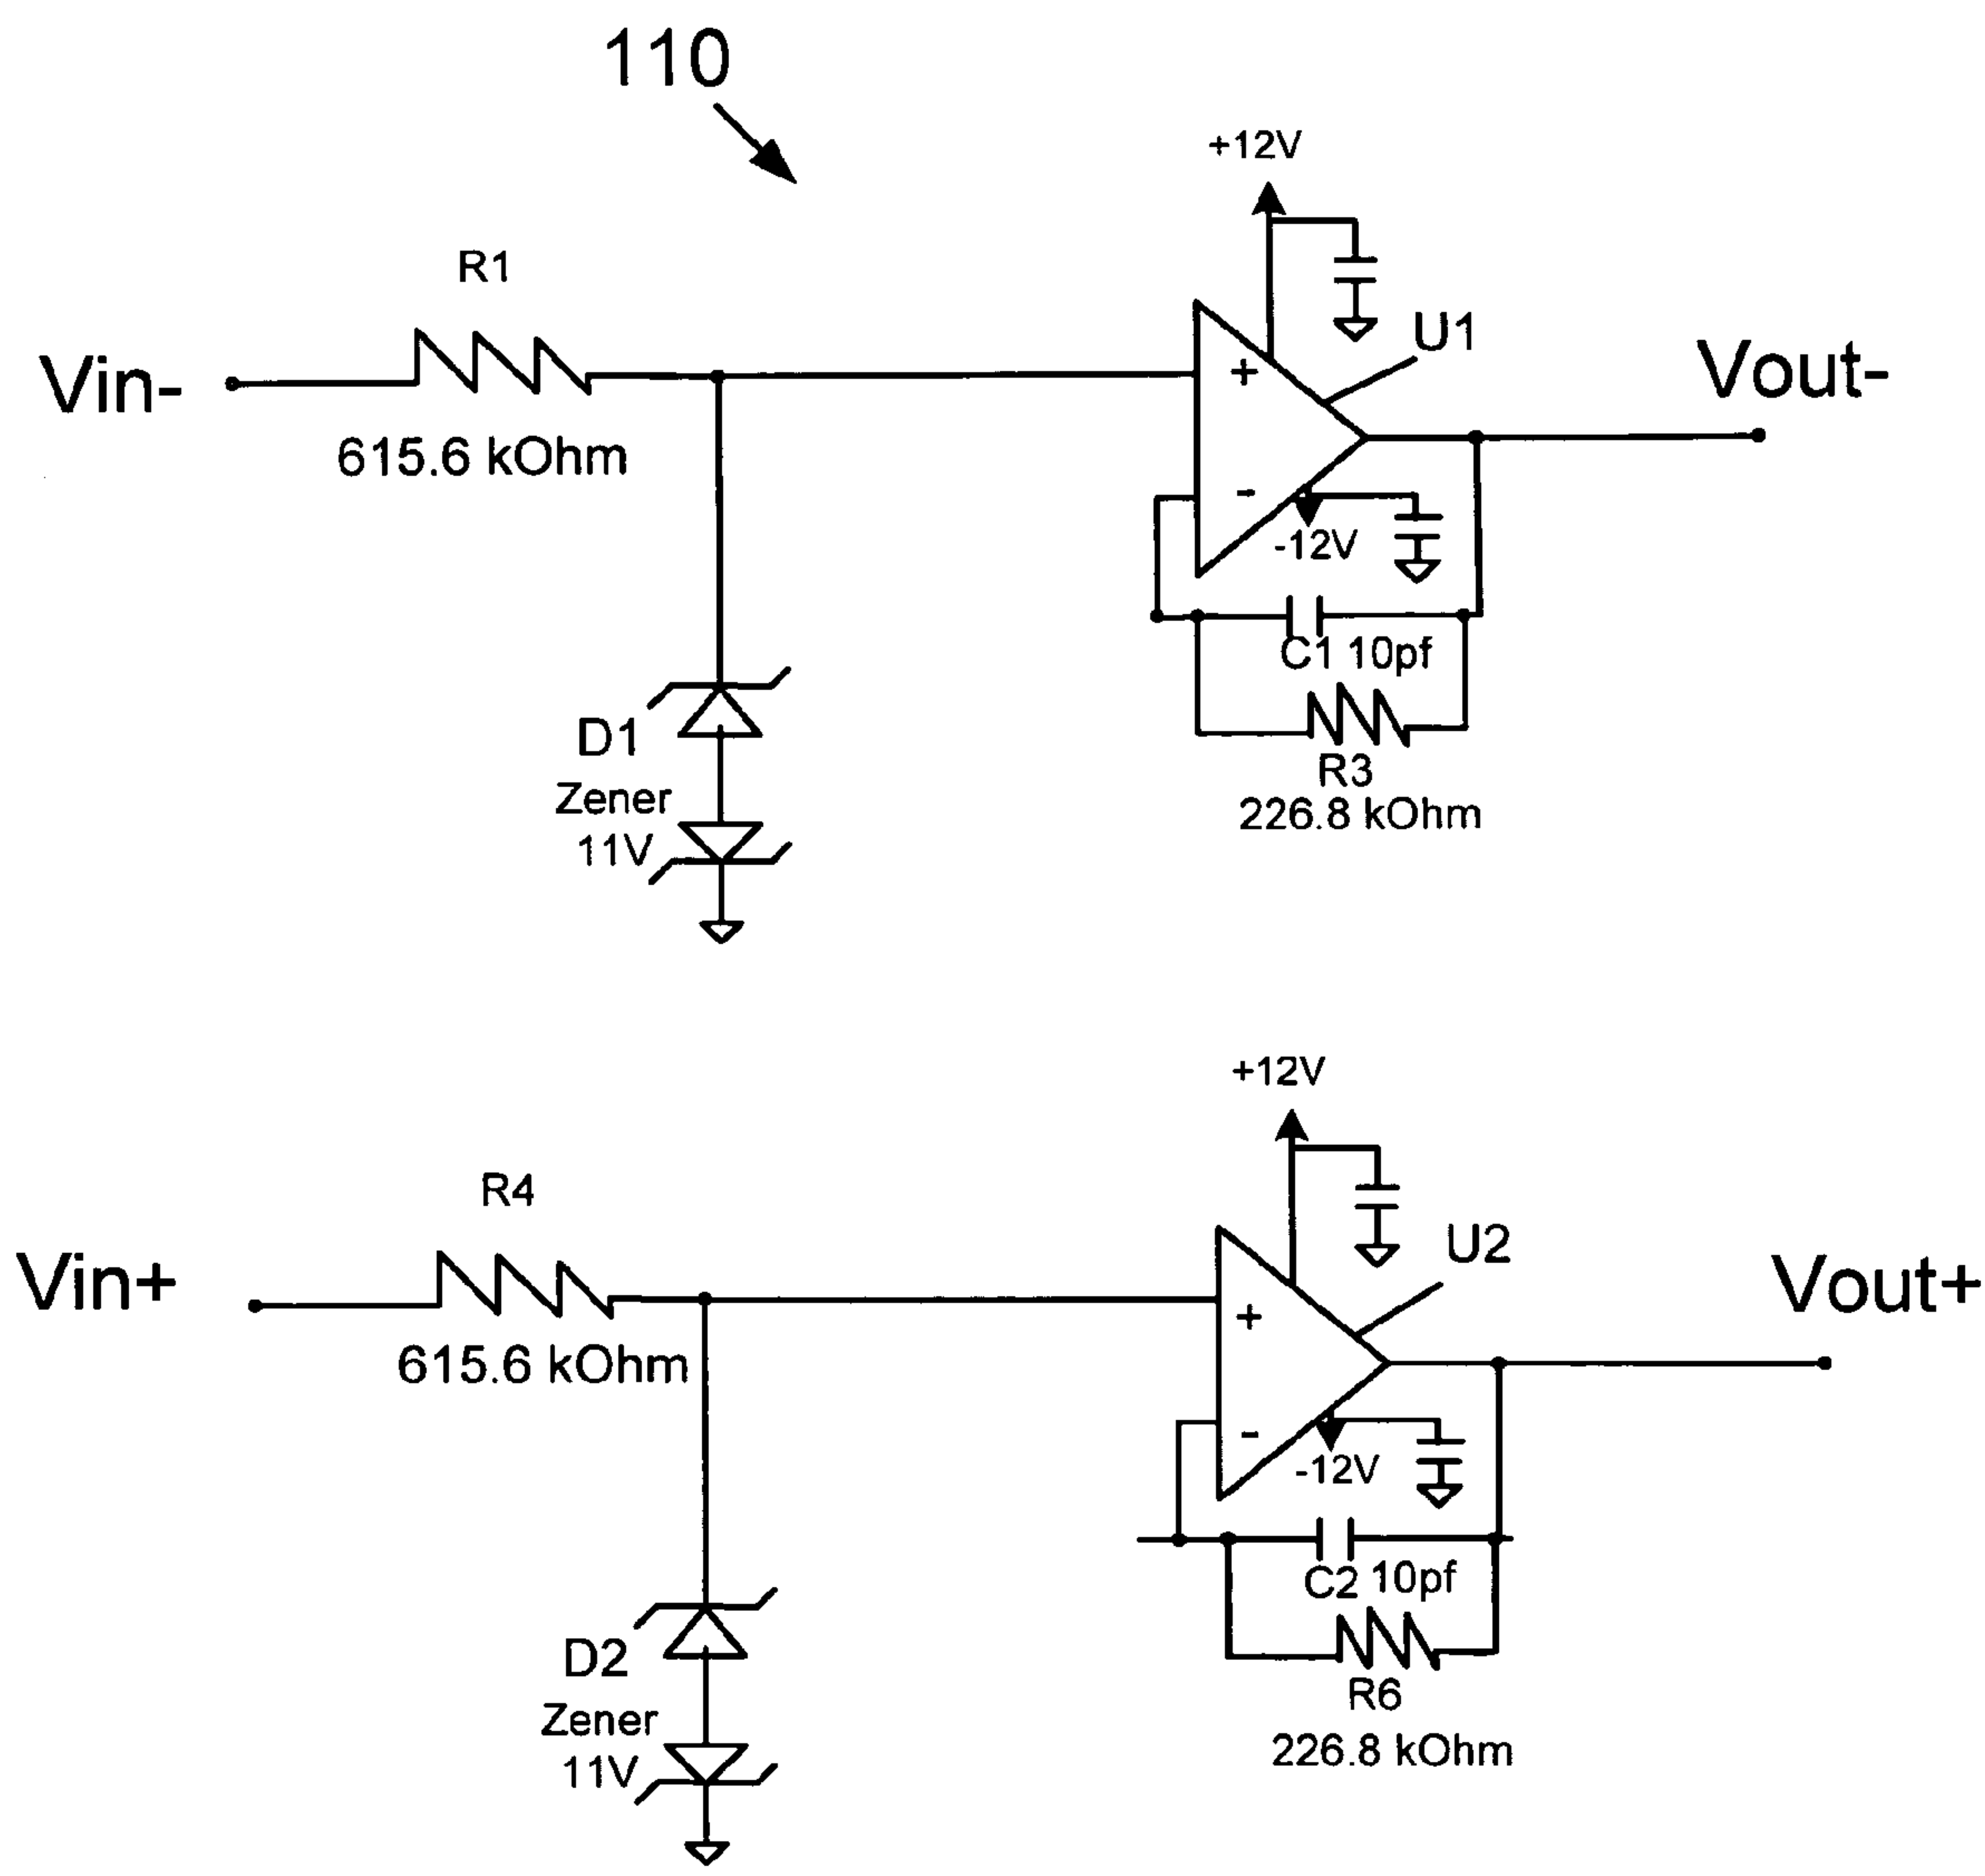 110
+12V
R1
U1
Vin-
+
Vout-
615.6 kOhm
-
-12V
C1 10pf
D1
R3
Zener
226.8 kOhm
11V
+12V
R4
U2
Vin+
+
Vout+
615.6 kOhm
-
-12V
C2 10pf
D2
R6
Zener
226.8 kOhm
11V